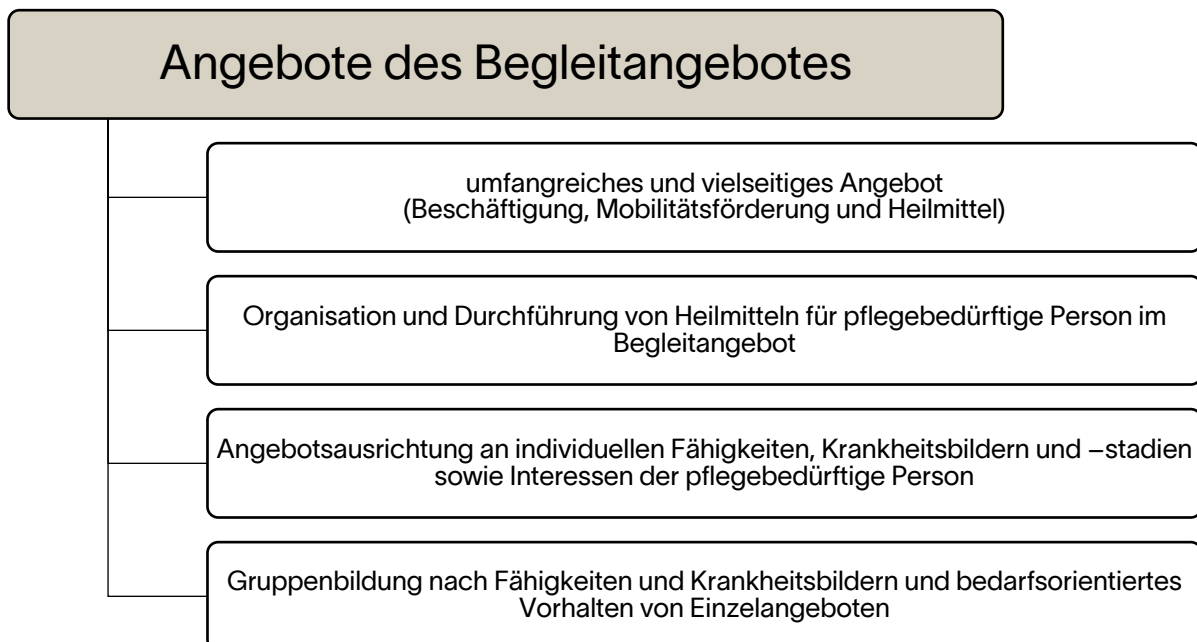 Angebote des Begleitangebotes
umfangreiches und vielseitiges Angebot
(Beschäftigung, Mobilitätsförderung und Heilmittel)
Organisation und Durchführung von Heilmitteln für pflegebedürftige Person im
Begleitangebot
Angebotsausrichtung an individuellen Fähigkeiten, Krankheitsbildern und –stadien
sowie Interessen der pflegebedürftige Person
Gruppenbildung nach Fähigkeiten und Krankheitsbildern und bedarfsorientiertes
Vorhalten von Einzelangeboten